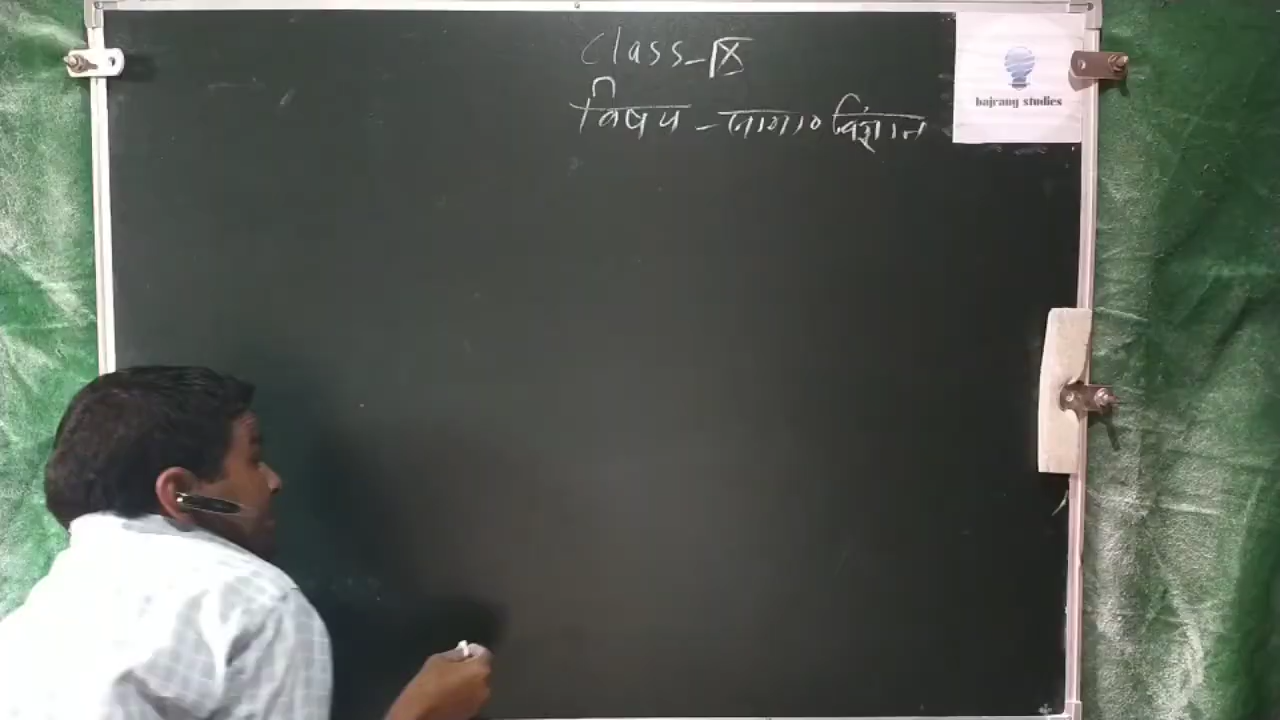 Class-IX
विषय - सामा० विज्ञान
bajrang studies